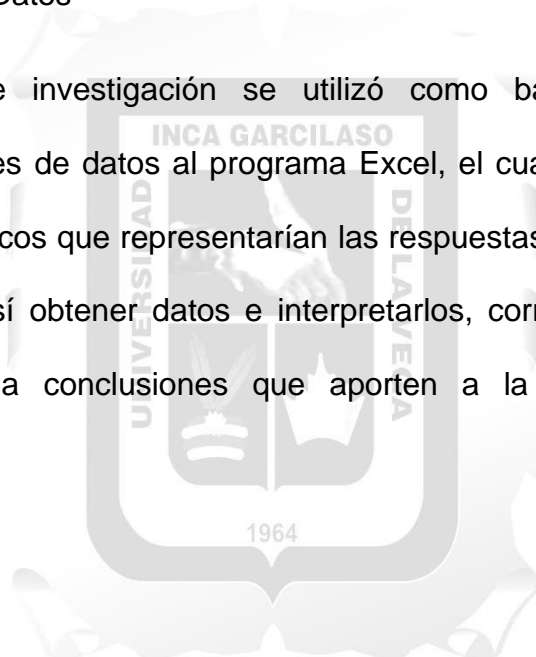 Datos
e investigación se utilizó como ba
es de datos al programa Excel, el cua
icos que representarían las respuestas
sí obtener datos e interpretarlos, corr
a conclusiones que aporten a la
INCA GARCILASO
UNIVERSIDAD
DE LA VEGA
1964